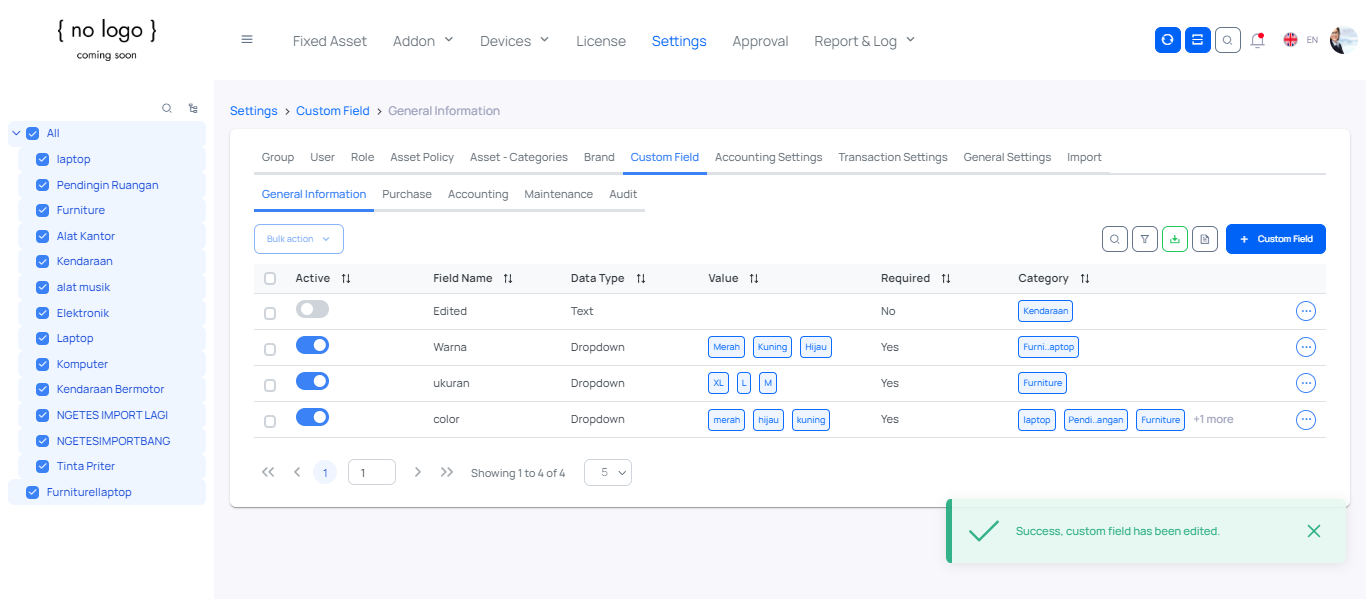 { no logo }
coming soon
Fixed Asset Addon Devices License Settings Approval Report & Log EN
All
laptop
Pendingin Ruangan
Furniture
Alat Kantor
Kendaraan
alat musik
Elektronik
Laptop
Komputer
Kendaraan Bermotor
NGETES IMPORT LAGI
NGETESIMPORTBANG
Tinta Priter
Furniturellaptop
Settings > Custom Field > General Information
Group User Role Asset Policy Asset - Categories Brand Custom Field Accounting Settings Transaction Settings General Settings Import
General Information Purchase Accounting Maintenance Audit
Bulk action + Custom Field
Active Field Name Data Type Value Required Category
Edited Text No Kendaraan
Warna Dropdown Merah Kuning Hijau Yes Furni..aptop
ukuran Dropdown XL L M Yes Furniture
color Dropdown merah hijau kuning Yes laptop Pendi..angan Furniture +1 more
1 1 Showing 1 to 4 of 4 5
Success, custom field has been edited.